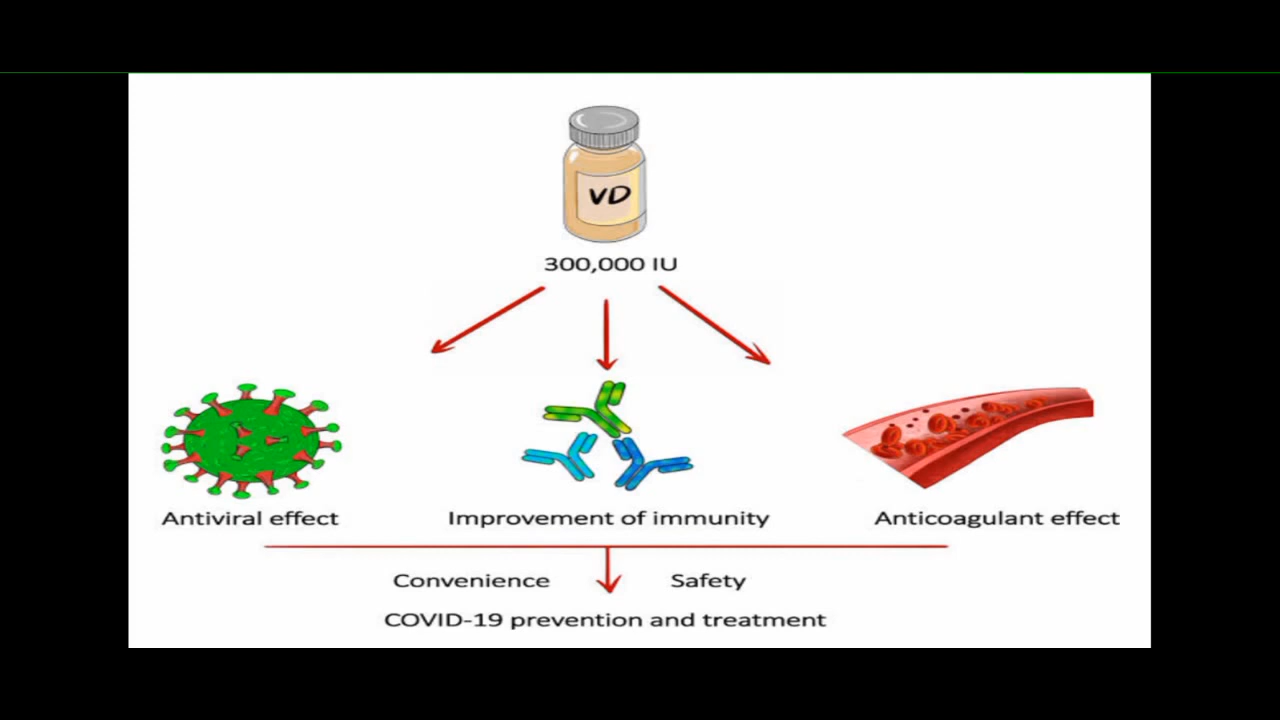 VD
300,000 IU
Antiviral effect
Improvement of immunity
Anticoagulant effect
Convenience
Safety
COVID-19 prevention and treatment